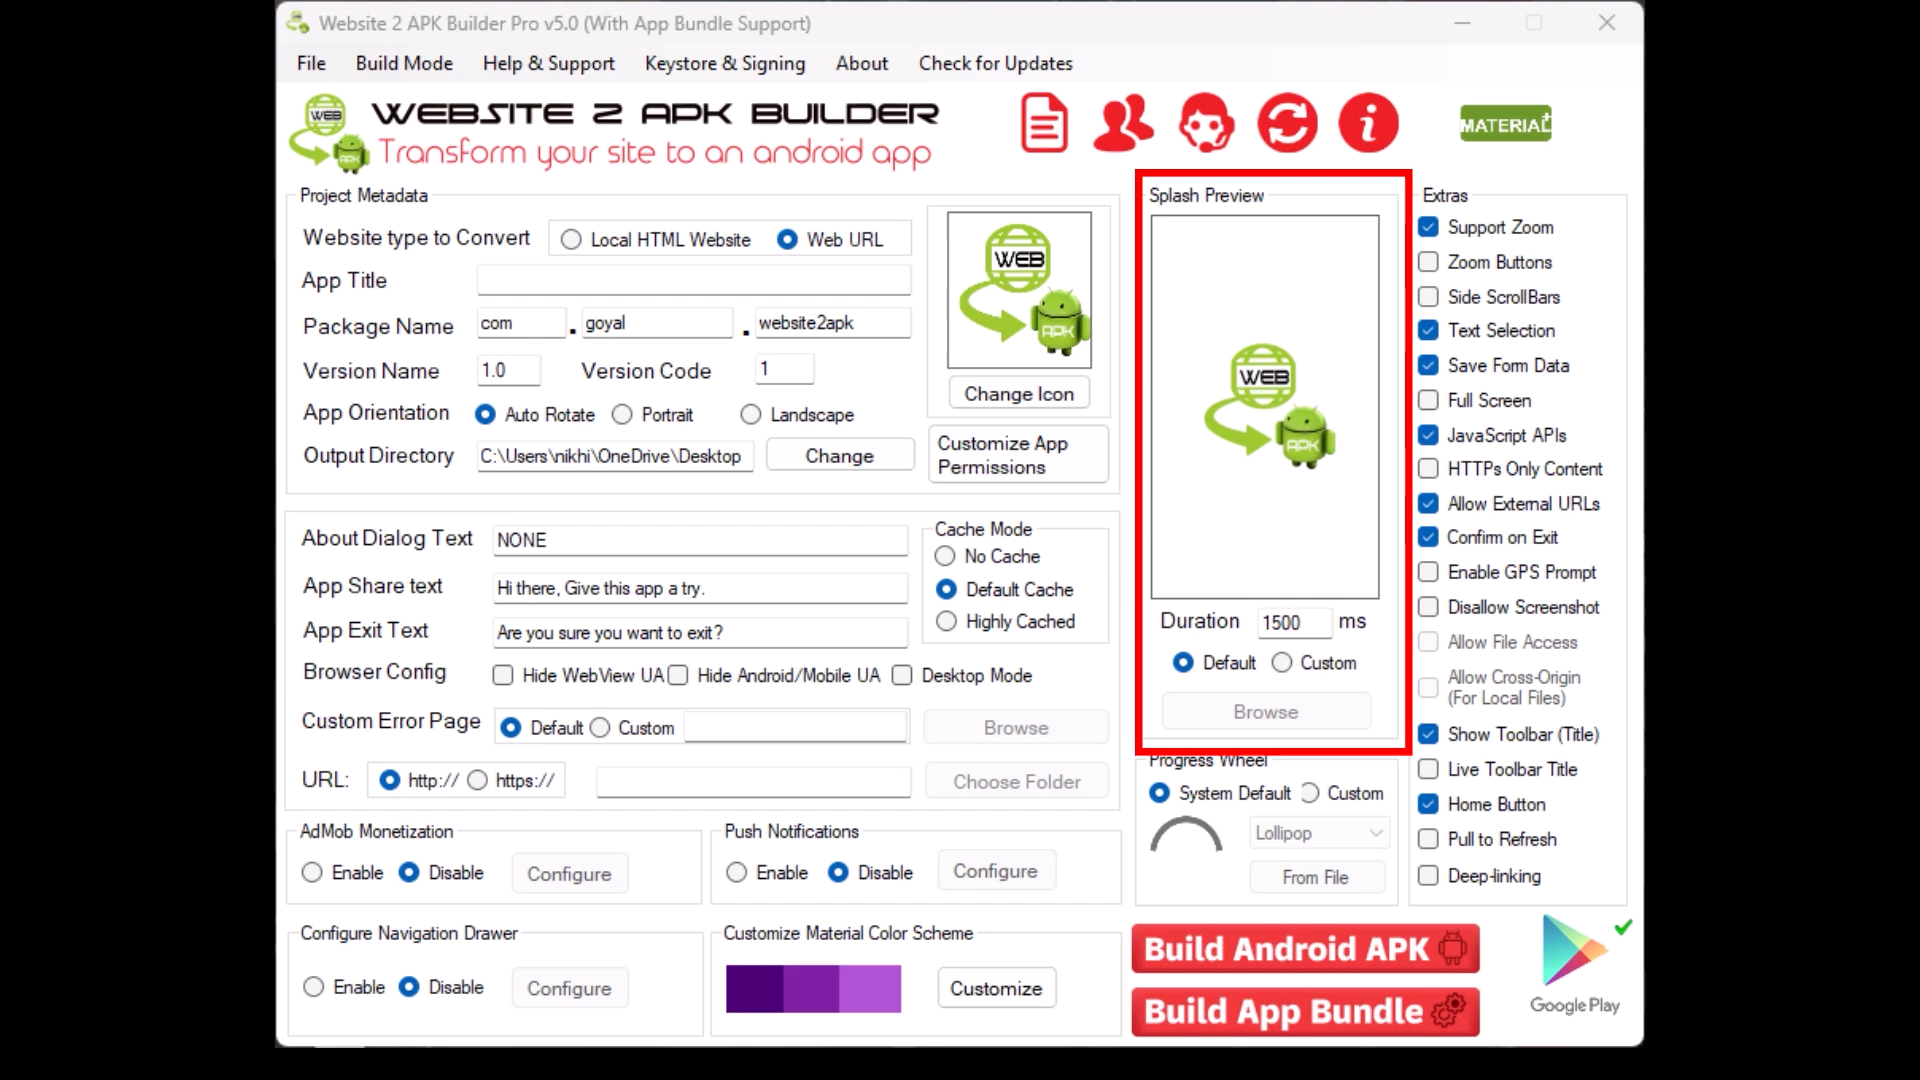 Website 2 APK Builder Pro v5.0 (With App Bundle Support)
File Build Mode Help & Support Keystore & Signing About Check for Updates
WEB
APK
WEBSITE 2 APK BUILDER
Transform your site to an android app
MATERIAL+
Project Metadata
Website type to Convert Local HTML Website Web URL
App Title
Package Name com . goyal . website2apk
Version Name 1.0 Version Code 1
App Orientation Auto Rotate Portrait Landscape
Output Directory C:\Users\nikhi\OneDrive\Desktop Change
WEB
APK
Change Icon
Customize App
Permissions
About Dialog Text NONE
App Share text Hi there, Give this app a try.
App Exit Text Are you sure you want to exit?
Browser Config Hide WebView UA Hide Android/Mobile UA Desktop Mode
Custom Error Page Default Custom Browse
URL: http:// https:// Choose Folder
Cache Mode
No Cache
Default Cache
Highly Cached
AdMob Monetization
Enable Disable Configure
Push Notifications
Enable Disable Configure
Configure Navigation Drawer
Enable Disable Configure
Customize Material Color Scheme
Customize
Splash Preview
WEB
APK
Duration 1500 ms
Default Custom
Browse
Progress Wheel
System Default Custom
Lollipop
From File
Extras
Support Zoom
Zoom Buttons
Side ScrollBars
Text Selection
Save Form Data
Full Screen
JavaScript APIs
HTTPs Only Content
Allow External URLs
Confirm on Exit
Enable GPS Prompt
Disallow Screenshot
Allow File Access
Allow Cross-Origin
(For Local Files)
Show Toolbar (Title)
Live Toolbar Title
Home Button
Pull to Refresh
Deep-linking
Build Android APK
Build App Bundle
Google Play